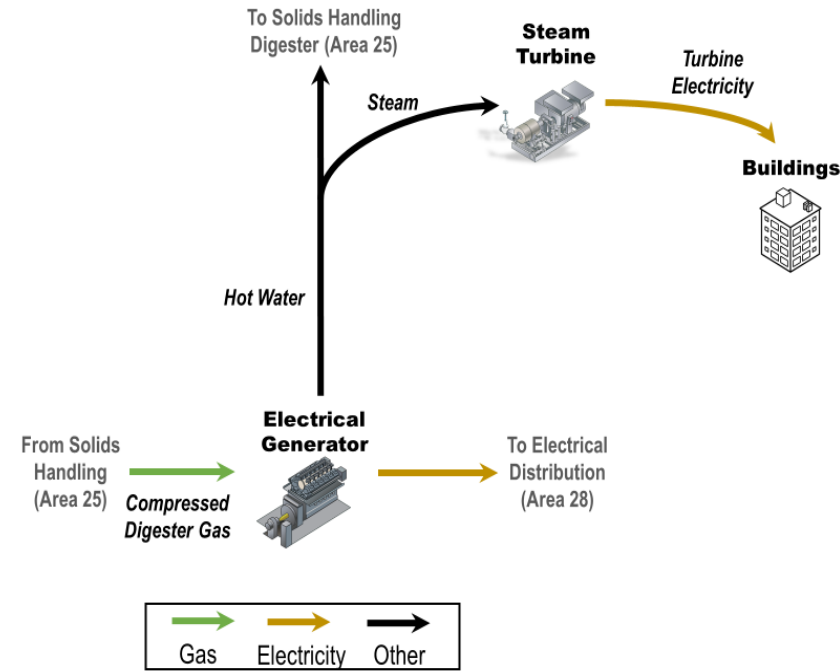 To Solids Handling
Digester (Area 25)
Steam
Turbine
Turbine
Electricity
Steam
Buildings
Hot Water
Electrical
Generator
From Solids
Handling
(Area 25)
Compressed
Digester Gas
To Electrical
Distribution
(Area 28)
Gas
Electricity
Other